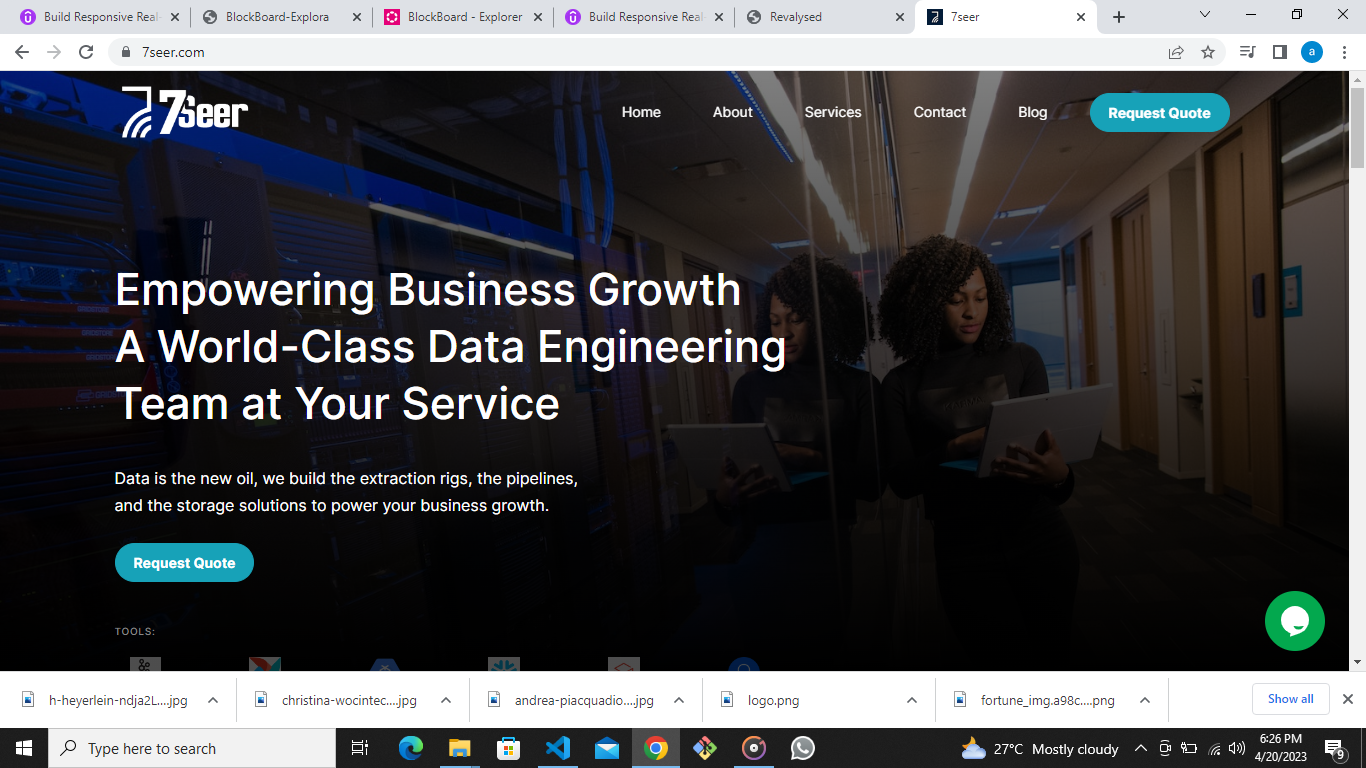 Build Responsive Real-
BlockBoard-Explora
BlockBoard - Explorer
Build Responsive Real-
Revalysed
7seer
7seer.com
a
7Seer
Home
About
Services
Contact
Blog
Request Quote
Empowering Business Growth
A World-Class Data Engineering
Team at Your Service
Data is the new oil, we build the extraction rigs, the pipelines,
and the storage solutions to power your business growth.
Request Quote
TOOLS:
h-heyerlein-ndja2L....jpg
christina-wocintec....jpg
andrea-piacquadio....jpg
logo.png
fortune_img.a98c....png
Show all
Type here to search
27°C Mostly cloudy
6:26 PM
4/20/2023
9